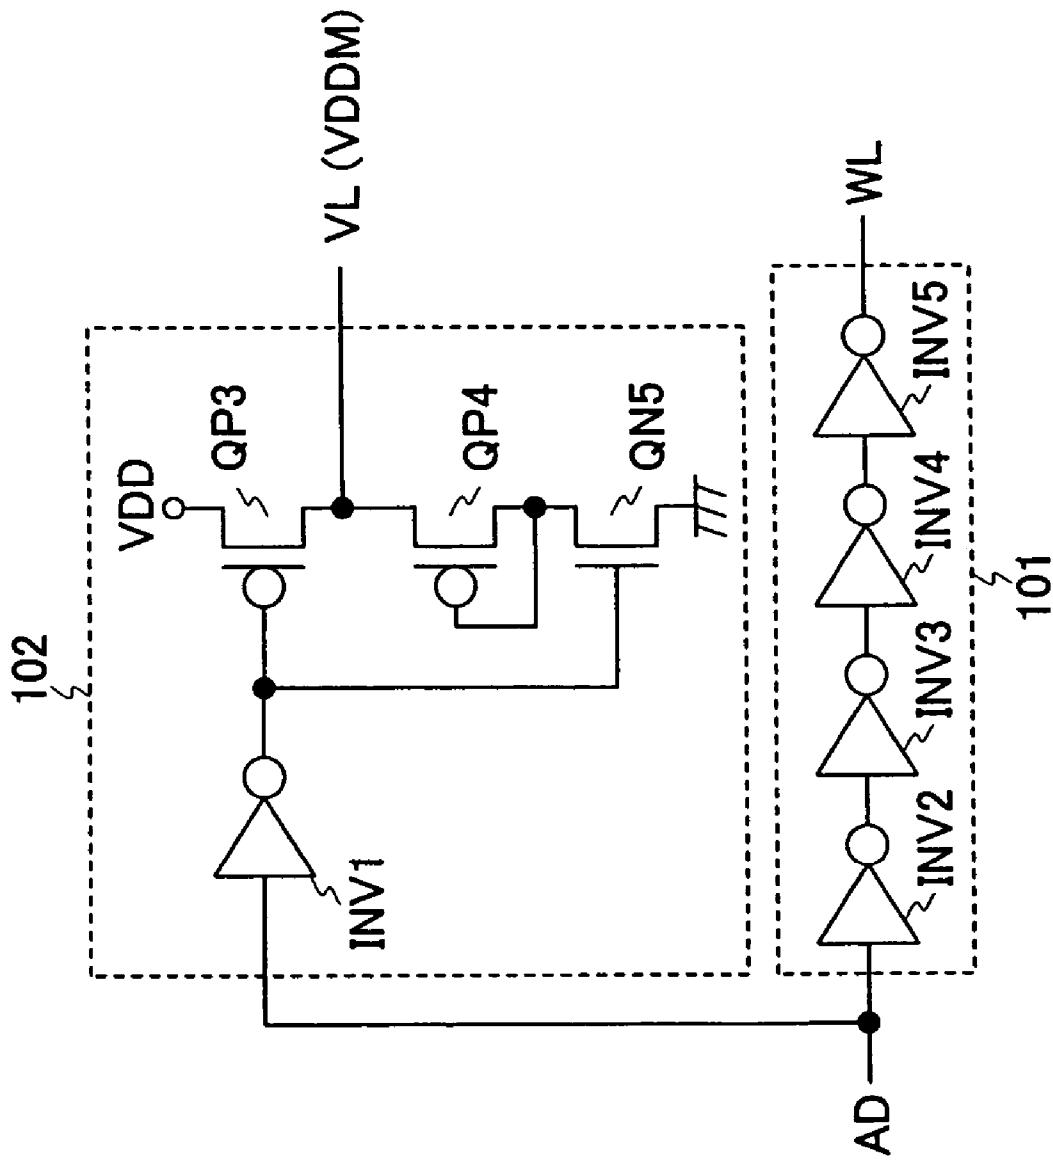 102
VDD
QP3
VL (VDDM)
QP4
QN5
INV1
AD
INV2
INV3
INV4
INV5
WL
101